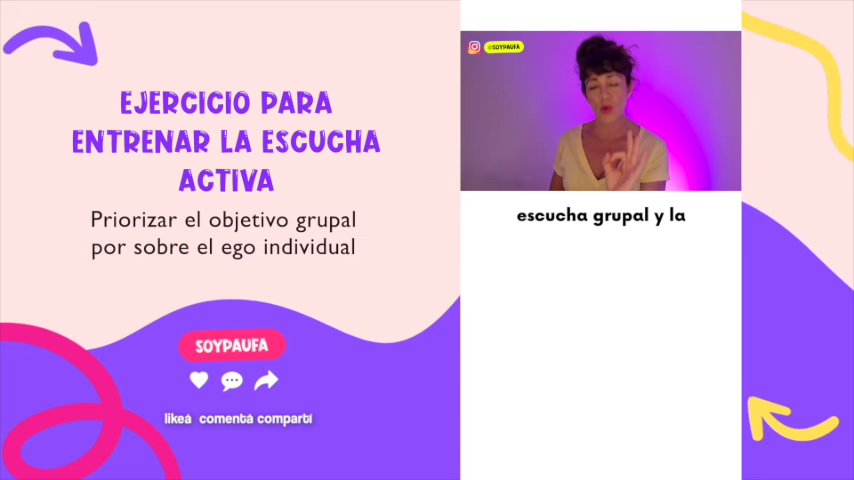 EJERCICIO PARA
ENTRENAR LA ESCUCHA
ACTIVA
Priorizar el objetivo grupal
por sobre el ego individual
SOYPAUFA
likeá comentá compartí
@SOYPAUFA
escucha grupal y la